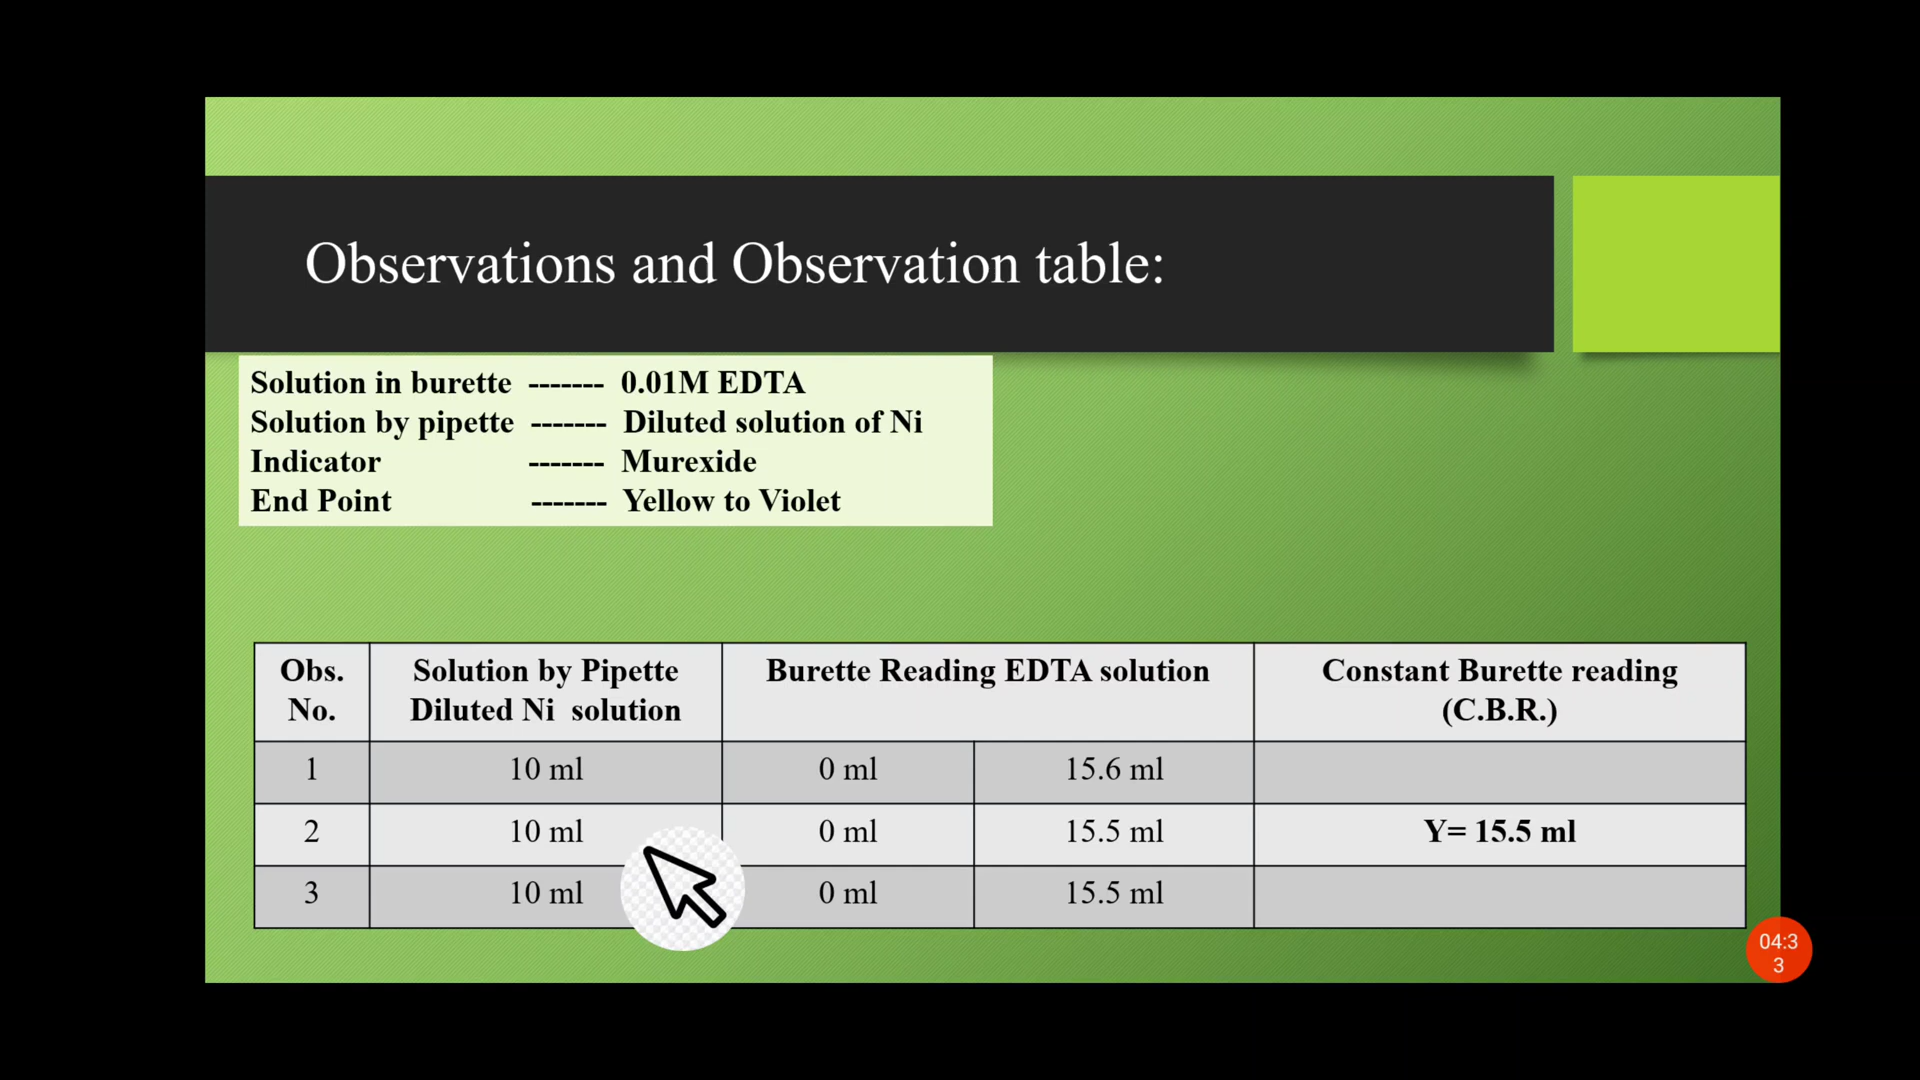 Observations and Observation table:
Solution in burette ------- 0.01M EDTA
Solution by pipette ------- Diluted solution of Ni
Indicator ------- Murexide
End Point ------- Yellow to Violet
Obs. No. Solution by Pipette Diluted Ni solution Burette Reading EDTA solution Constant Burette reading (C.B.R.)
1 10 ml 0 ml 15.6 ml
2 10 ml 0 ml 15.5 ml Y= 15.5 ml
3 10 ml 0 ml 15.5 ml
04:3
3